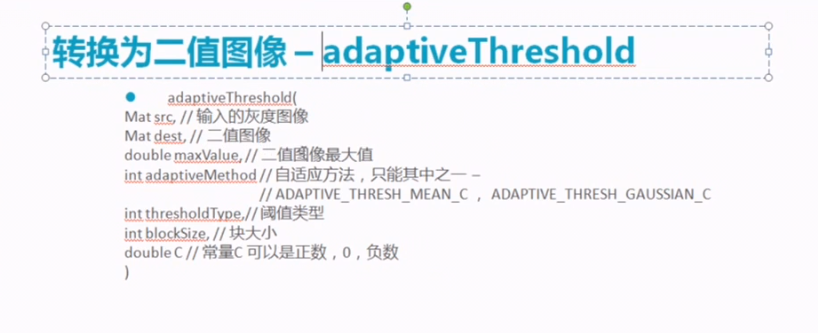 转换为二值图像 – adaptiveThreshold
adaptiveThreshold(
Mat src, // 输入的灰度图像
Mat dest, // 二值图像
double maxValue, // 二值图像最大值
int adaptiveMethod // 自适应方法，只能其中之一 –
// ADAPTIVE_THRESH_MEAN_C ， ADAPTIVE_THRESH_GAUSSIAN_C
int thresholdType,// 阈值类型
int blockSize, // 块大小
double C // 常量C 可以是正数，0，负数
)